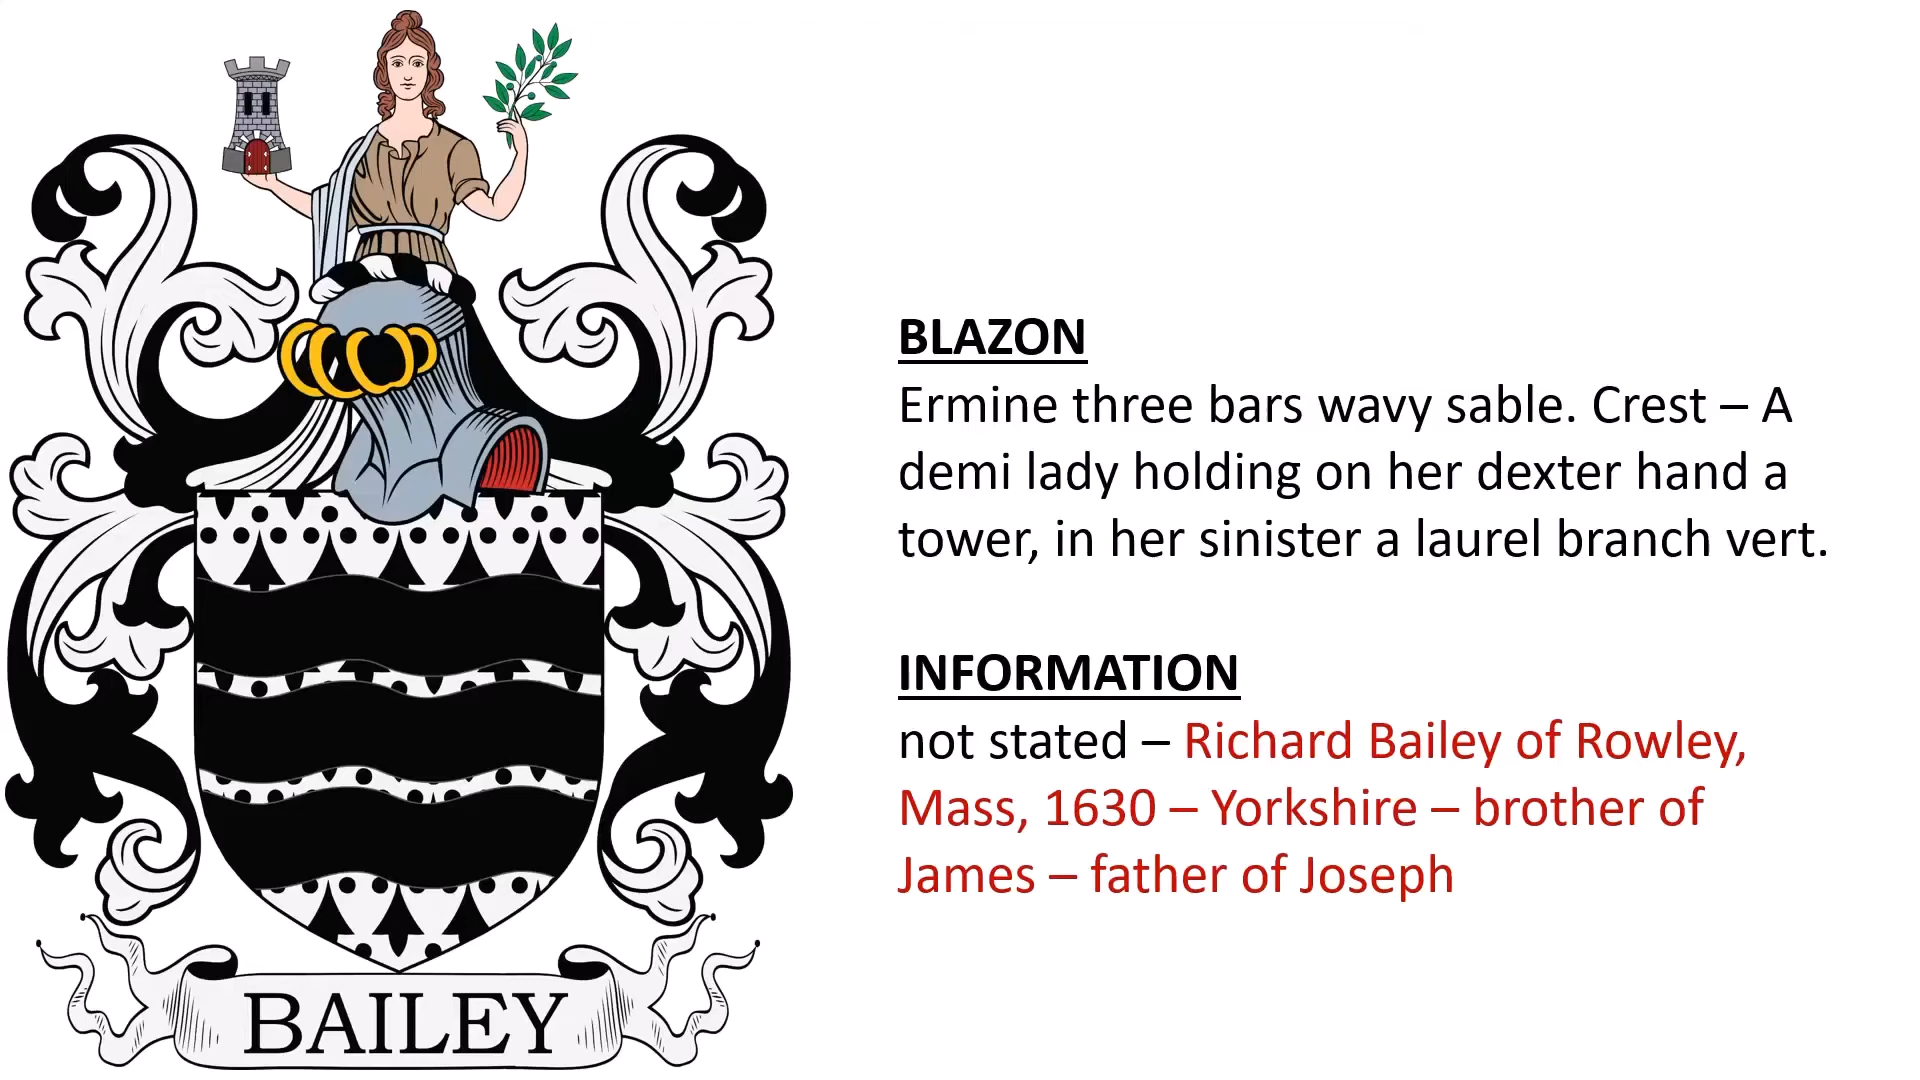 BLAZON
Ermine three bars wavy sable. Crest – A
demi lady holding on her dexter hand a
tower, in her sinister a laurel branch vert.
INFORMATION
not stated – Richard Bailey of Rowley,
Mass, 1630 – Yorkshire – brother of
James – father of Joseph
BAILEY